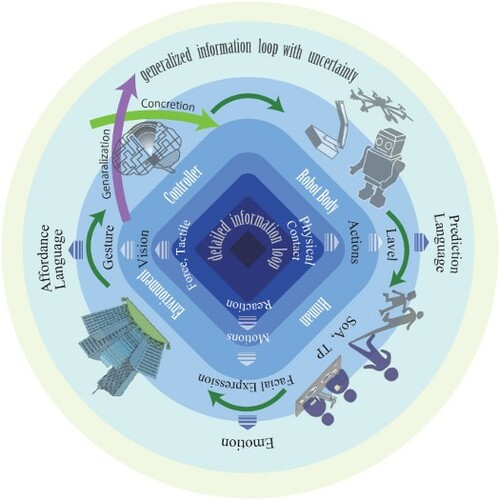 generalized information loop with uncertainty
Concretion
Genaralization
Controller
Robot Body
detailed information loop
Affordance
Language
Gesture
Vision
Force, Tactile
Physical
Contact
Actions
Lavel
Prediction
Language
Environment
Human
Reaction
Motions
SoA, TP
Facial Expression
Emotion